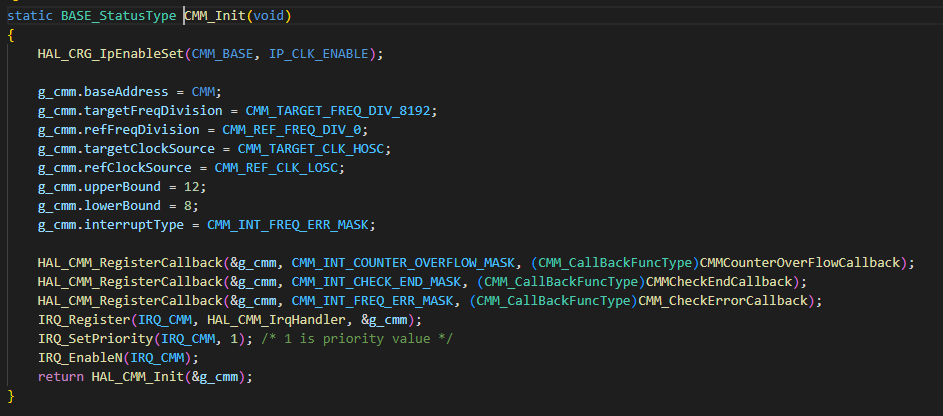 static BASE_StatusType CMM_Init(void)
{
    HAL_CRG_IpEnableSet(CMM_BASE, IP_CLK_ENABLE);

    g_cmm.baseAddress = CMM;
    g_cmm.targetFreqDivision = CMM_TARGET_FREQ_DIV_8192;
    g_cmm.refFreqDivision = CMM_REF_FREQ_DIV_0;
    g_cmm.targetClockSource = CMM_TARGET_CLK_HOSC;
    g_cmm.refClockSource = CMM_REF_CLK_LOSC;
    g_cmm.upperBound = 12;
    g_cmm.lowerBound = 8;
    g_cmm.interruptType = CMM_INT_FREQ_ERR_MASK;

    HAL_CMM_RegisterCallback(&g_cmm, CMM_INT_COUNTER_OVERFLOW_MASK, (CMM_CallBackFuncType)CMMCounterOverFlowCallback);
    HAL_CMM_RegisterCallback(&g_cmm, CMM_INT_CHECK_END_MASK, (CMM_CallBackFuncType)CMMCheckEndCallback);
    HAL_CMM_RegisterCallback(&g_cmm, CMM_INT_FREQ_ERR_MASK, (CMM_CallBackFuncType)CMM_CheckErrorCallback);
    IRQ_Register(IRQ_CMM, HAL_CMM_IrqHandler, &g_cmm);
    IRQ_SetPriority(IRQ_CMM, 1); /* 1 is priority value */
    IRQ_EnableN(IRQ_CMM);
    return HAL_CMM_Init(&g_cmm);
}